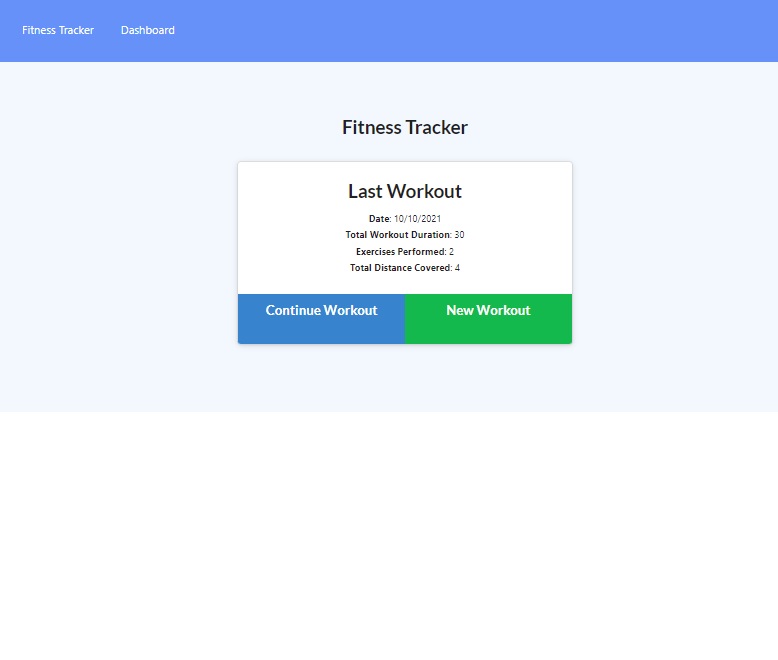 Fitness Tracker Dashboard
Fitness Tracker
Last Workout
Date: 10/10/2021
Total Workout Duration: 30
Exercises Performed: 2
Total Distance Covered: 4
Continue Workout New Workout